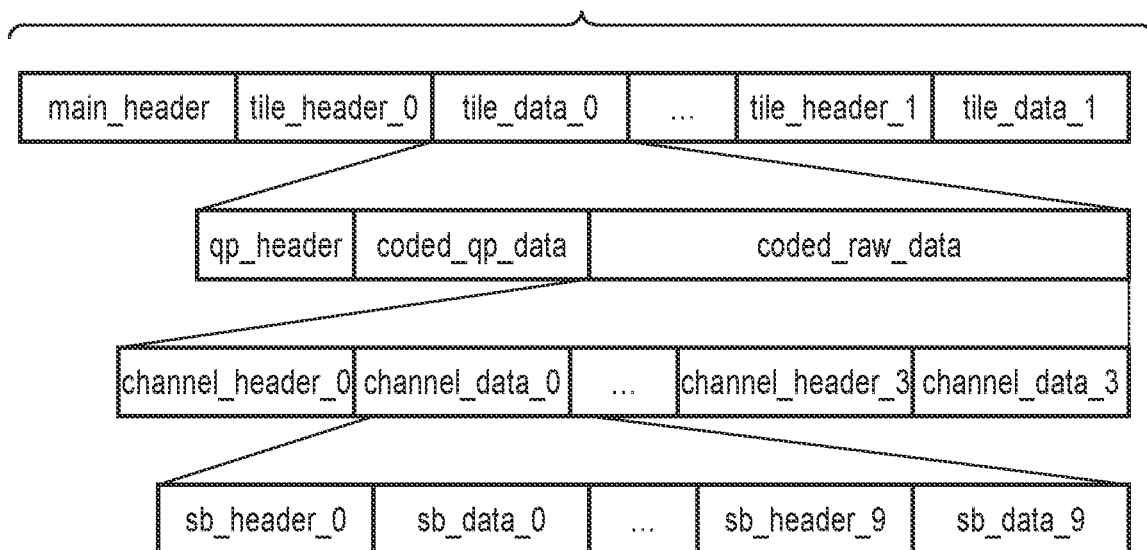 main_header tile_header_0 tile_data_0 ... tile_header_1 tile_data_1
qp_header coded_qp_data coded_raw_data
channel_header_0 channel_data_0 ... channel_header_3 channel_data_3
sb_header_0 sb_data_0 ... sb_header_9 sb_data_9